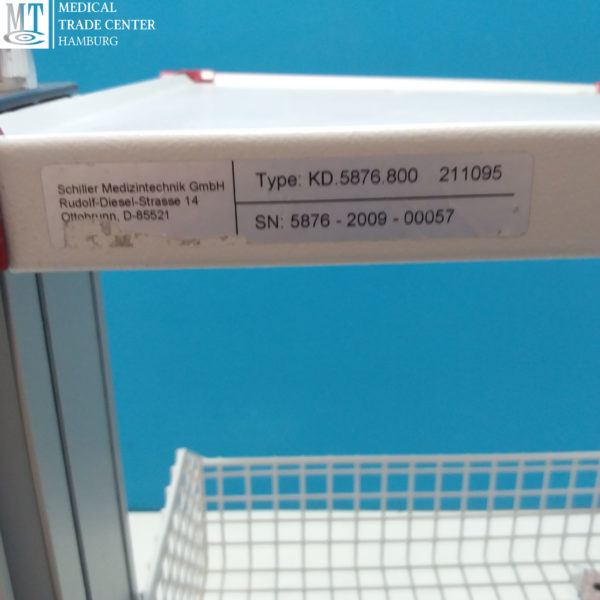 MT
MEDICAL
TRADE CENTER
HAMBURG
Schiller Medizintechnik GmbH
Rudolf-Diesel-Strasse 14
Ottobrunn, D-85521
Type: KD.5876.800 211095
SN: 5876 - 2009 - 00057